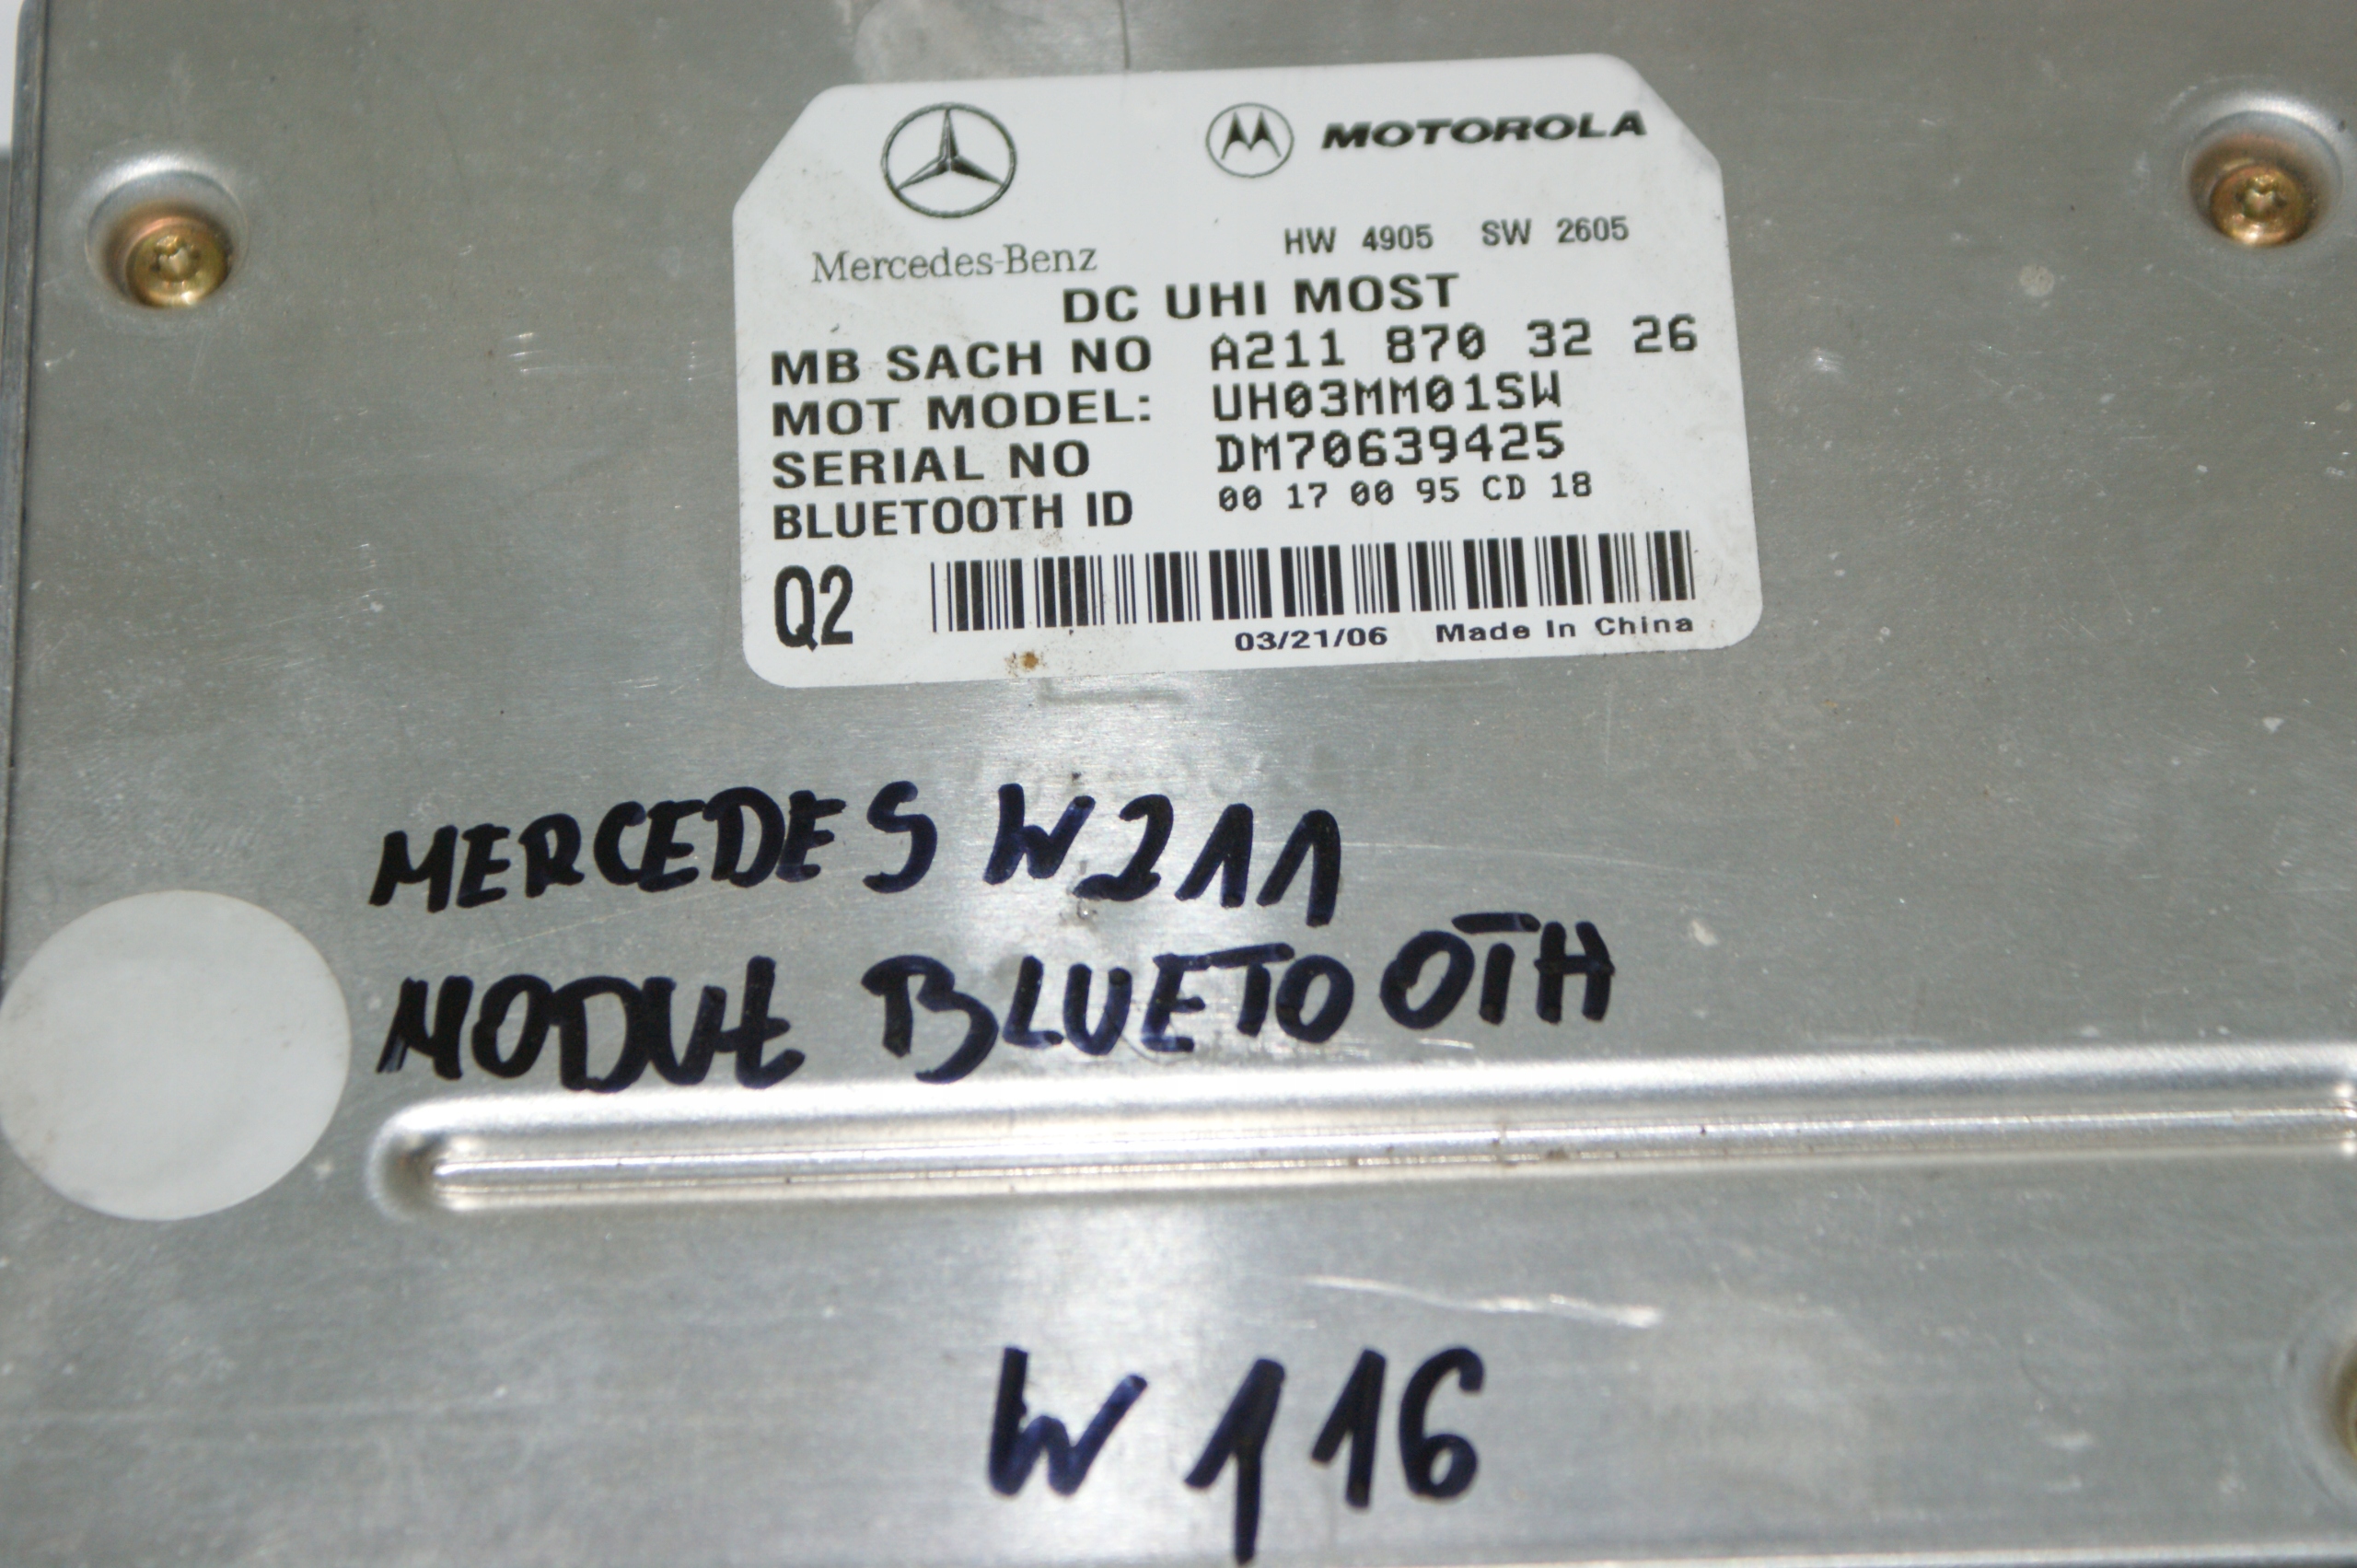 MOTOROLA
Mercedes-Benz
HW 4905 SW 2605
DC UHI MOST
MB SACH NO A211 870 32 26
MOT MODEL: UH03MM01SW
SERIAL NO DM70639425
BLUETOOTH ID 00 17 00 95 CD 18
Q2
03/21/06 Made In China
MERCEDES W211
MODUŁ BLUETOOTH
W116